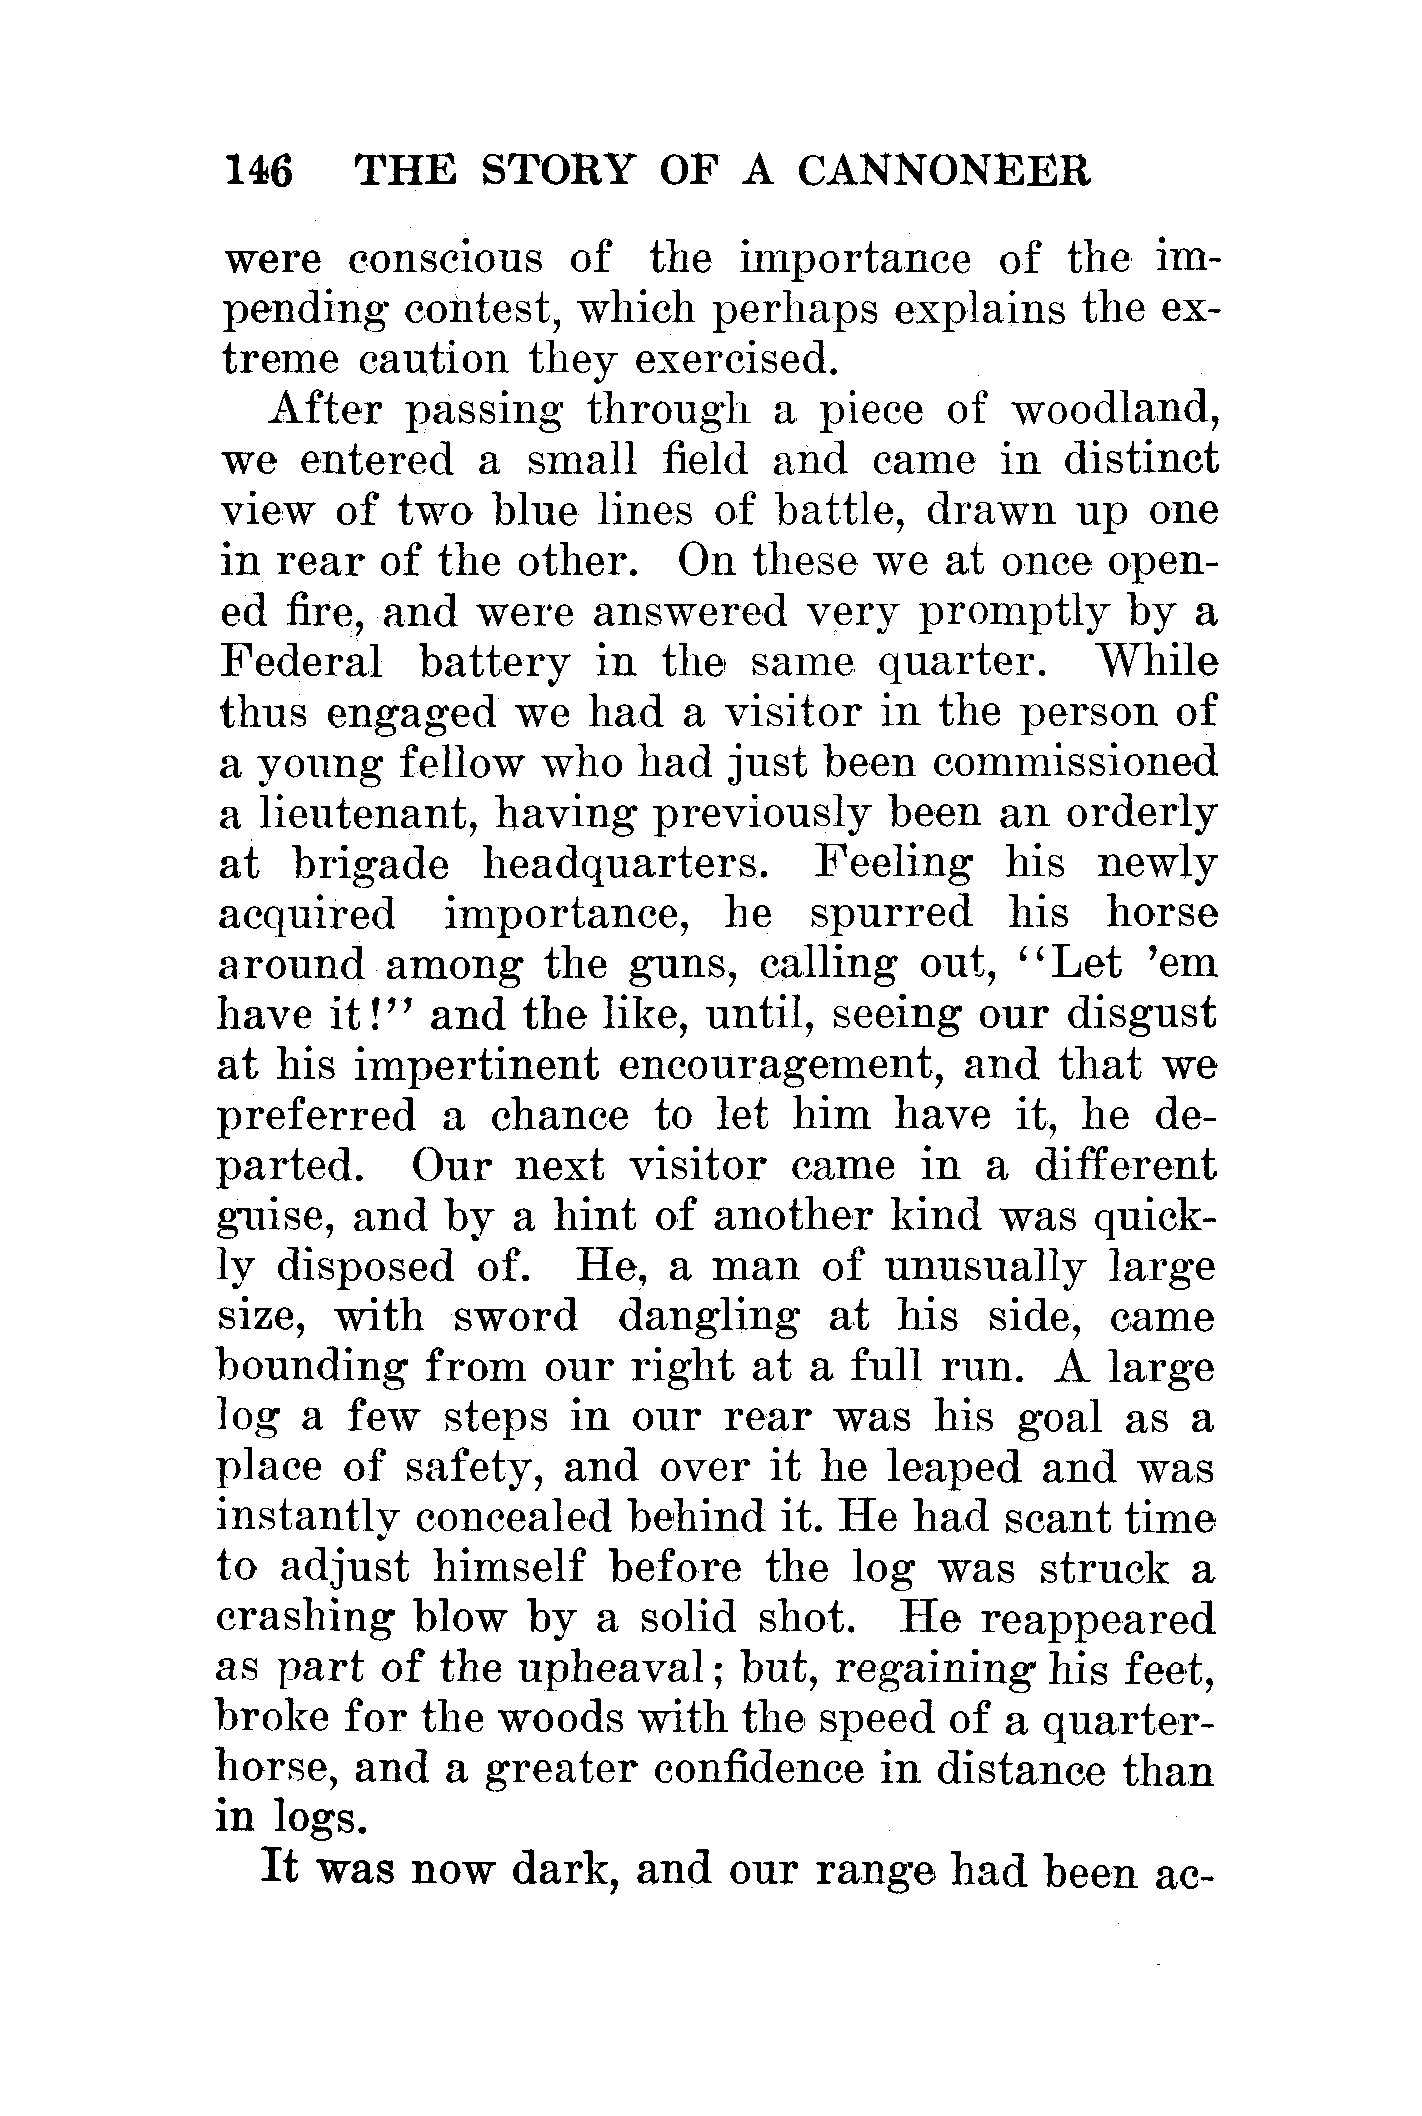 146 THE STORY OF A CANNONEER
were conscious of the importance of the im-
pending contest, which perhaps explains the ex-
treme caution they exercised.
After passing through a piece of woodland,
we entered a small field and came in distinct
view of two blue lines of battle, drawn up one
in rear of the other. On these we at once open-
ed fire, and were answered very promptly by a
Federal battery in the same quarter. While
thus engaged we had a visitor in the person of
a young fellow who had just been commissioned
a lieutenant, having previously been an orderly
at brigade headquarters. Feeling his newly
acquired importance, he spurred his horse
around among the guns, calling out, "Let 'em
have it!" and the like, until, seeing our disgust
at his impertinent encouragement, and that we
preferred a chance to let him have it, he de-
parted. Our next visitor came in a different
guise, and by a hint of another kind was quick-
ly disposed of. He, a man of unusually large
size, with sword dangling at his side, came
bounding from our right at a full run. A large
log a few steps in our rear was his goal as a
place of safety, and over it he leaped and was
instantly concealed behind it. He had scant time
to adjust himself before the log was struck a
crashing blow by a solid shot. He reappeared
as part of the upheaval; but, regaining his feet,
broke for the woods with the speed of a quarter-
horse, and a greater confidence in distance than
in logs.
It was now dark, and our range had been ac-